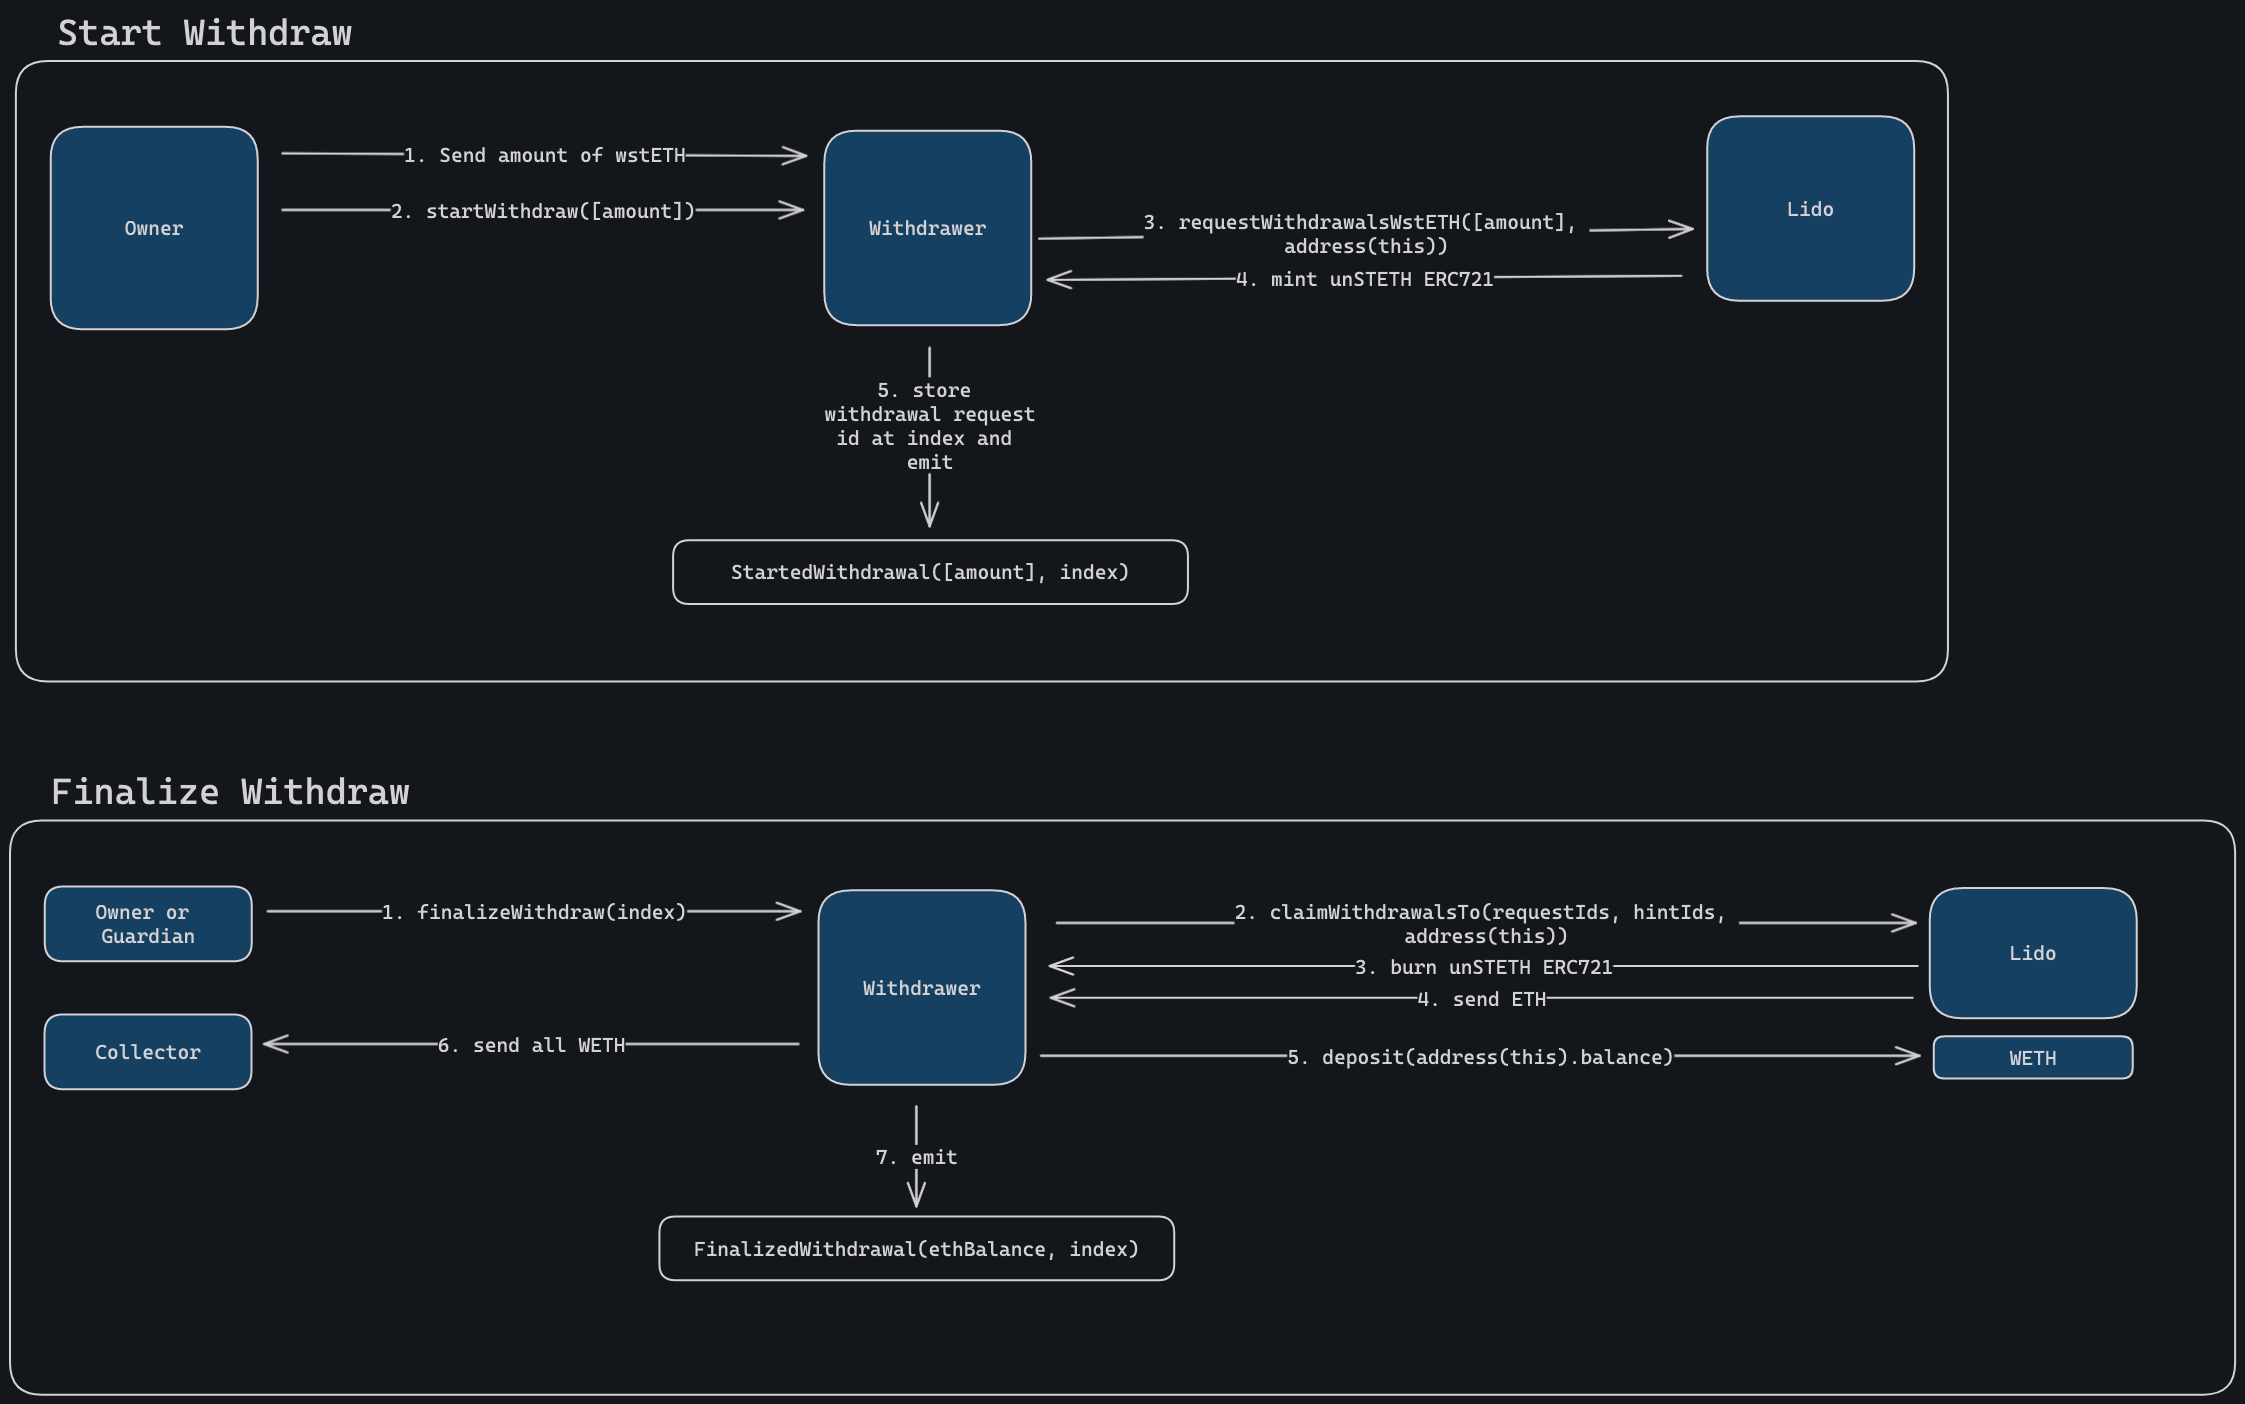 Start Withdraw
Owner
1. Send amount of wstETH
2. startWithdraw([amount])
Withdrawer
3. requestWithdrawalsWstETH([amount],
address(this))
4. mint unSTETH ERC721
Lido
5. store
withdrawal request
id at index and
emit
StartedWithdrawal([amount], index)
Finalize Withdraw
Owner or
Guardian
1. finalizeWithdraw(index)
Withdrawer
2. claimWithdrawalsTo(requestIds, hintIds,
address(this))
3. burn unSTETH ERC721
4. send ETH
Lido
Collector
6. send all WETH
5. deposit(address(this).balance)
WETH
7. emit
FinalizedWithdrawal(ethBalance, index)